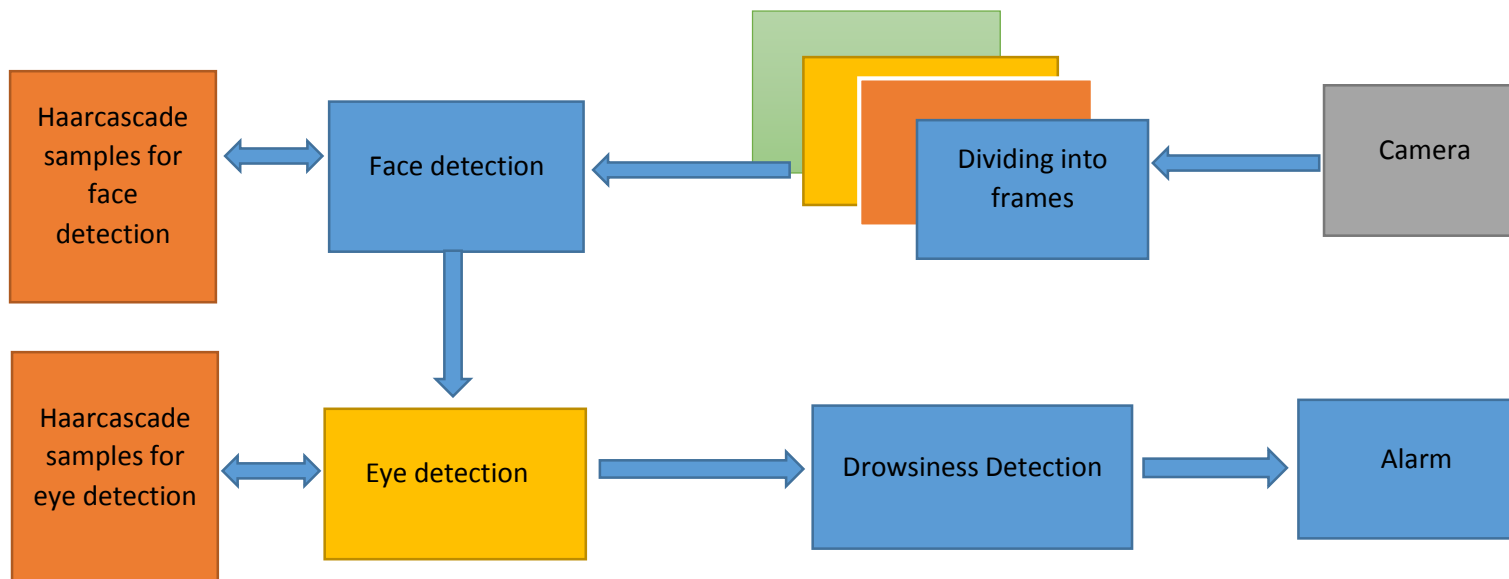 Haarcascade
samples for
face
detection
Face detection
Dividing into
frames
Camera
Haarcascade
samples for
eye detection
Eye detection
Drowsiness Detection
Alarm